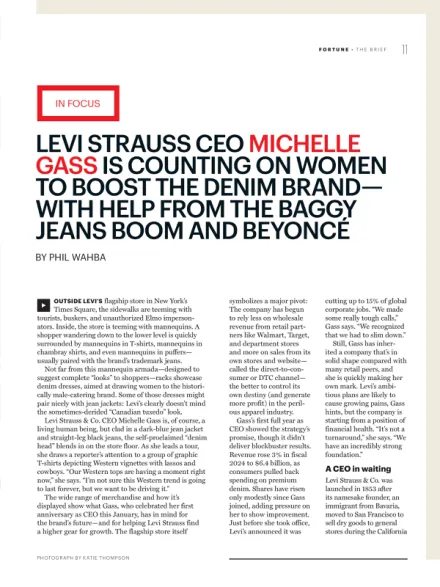 FORTUNE • THE BRIEF 11
IN FOCUS
LEVI STRAUSS CEO MICHELLE
GASS IS COUNTING ON WOMEN
TO BOOST THE DENIM BRAND—
WITH HELP FROM THE BAGGY
JEANS BOOM AND BEYONCÉ
BY PHIL WAHBA
OUTSIDE LEVI'S flagship store in New York's
Times Square, the sidewalks are teeming with
tourists, buskers, and unauthorized Elmo imperson-
ators. Inside, the store is teeming with mannequins. A
shopper wandering down to the lower level is quickly
surrounded by mannequins in T-shirts, mannequins in
chambray shirts, and even mannequins in puffers—
usually paired with the brand's trademark jeans.
Not far from this mannequin armada—designed to
suggest complete “looks” to shoppers—racks showcase
denim dresses, aimed at drawing women to the histori-
cally male-catering brand. Some of those dresses might
pair nicely with jean jackets: Levi's clearly doesn't mind
the sometimes-derided “Canadian tuxedo” look.
Levi Strauss & Co. CEO Michelle Gass is, of course, a
living human being, but clad in a dark-blue jean jacket
and straight-leg black jeans, the self-proclaimed “denim
head” blends in on the store floor. As she leads a tour,
she draws a reporter's attention to a group of graphic
T-shirts depicting Western vignettes with lassos and
cowboys. “Our Western tops are having a moment right
now,” she says. “I'm not sure this Western trend is going
to last forever, but we want to be driving it.”
The wide range of merchandise and how it's
displayed show what Gass, who celebrated her first
anniversary as CEO this January, has in mind for
the brand's future—and for helping Levi Strauss find
a higher gear for growth. The flagship store itself
symbolizes a major pivot:
The company has begun
to rely less on wholesale
revenue from retail part-
ners like Walmart, Target,
and department stores
and more on sales from its
own stores and website—
called the direct-to-con-
sumer or DTC channel—
the better to control its
own destiny (and generate
more profit) in the peril-
ous apparel industry.
Gass's first full year as
CEO showed the strategy's
promise, though it didn't
deliver blockbuster results.
Revenue rose 3% in fiscal
2024 to $6.4 billion, as
consumers pulled back
spending on premium
denim. Shares have risen
only modestly since Gass
joined, adding pressure on
her to show improvement.
Just before she took office,
Levi's announced it was
cutting up to 15% of global
corporate jobs. “We made
some really tough calls,”
Gass says. “We recognized
that we had to slim down.”
Still, Gass has inher-
ited a company that's in
solid shape compared with
many retail peers, and
she is quickly making her
own mark. Levi's ambi-
tious plans are likely to
cause growing pains, Gass
hints, but the company is
starting from a position of
financial health. “It's not a
turnaround,” she says. “We
have an incredibly strong
foundation.”
A CEO in waiting
Levi Strauss & Co. was
launched in 1853 after
its namesake founder, an
immigrant from Bavaria,
moved to San Francisco to
sell dry goods to general
stores during the California
PHOTOGRAPH BY KATIE THOMPSON